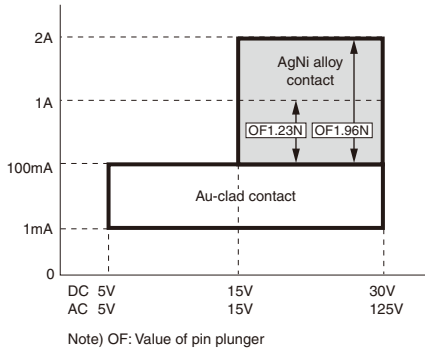 2A
AgNi alloy
contact
1A
OF1.23N OF1.96N
100mA
Au-clad contact
1mA
0
DC 5V 15V 30V
AC 5V 15V 125V
Note) OF: Value of pin plunger